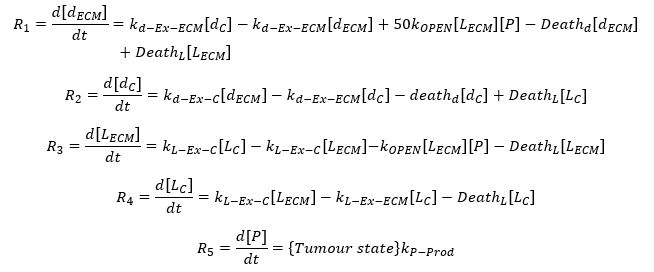 R₁ = d[d_ECM]/dt = k_d−Ex−ECM[d_C] − k_d−Ex−ECM[d_ECM] + 50k_OPEN[L_ECM][P] − Death_d[d_ECM]
+ Death_L[L_ECM]
R₂ = d[d_C]/dt = k_d−Ex−C[d_ECM] − k_d−Ex−ECM[d_C] − death_d[d_C] + Death_L[L_C]
R₃ = d[L_ECM]/dt = k_L−Ex−C[L_C] − k_L−Ex−C[L_ECM]−k_OPEN[L_ECM][P] − Death_L[L_ECM]
R₄ = d[L_C]/dt = k_L−Ex−C[L_ECM] − k_L−Ex−ECM[L_C] − Death_L[L_C]
R₅ = d[P]/dt = {Tumour state}k_P−Prod